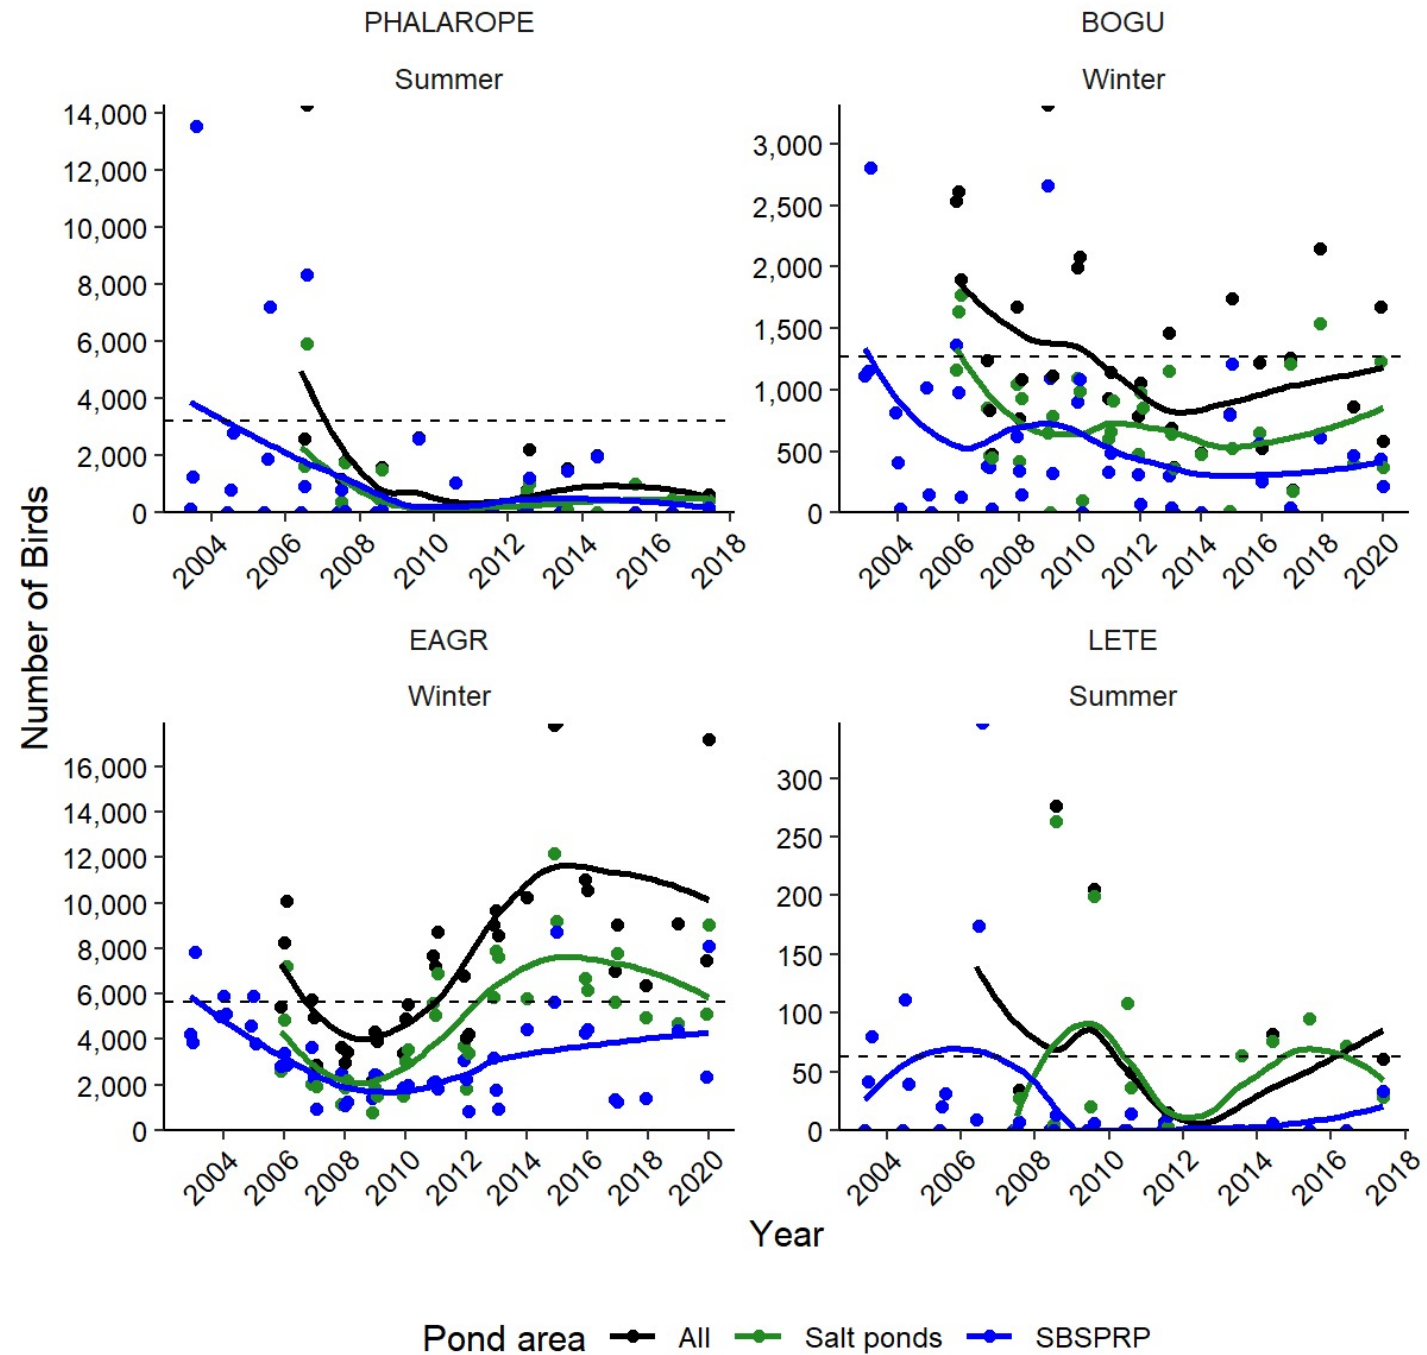 PHALAROPE
Summer
14,000
12,000
10,000
8,000
6,000
4,000
2,000
0
2004 2006 2008 2010 2012 2014 2016 2018
BOGU
Winter
3,000
2,500
2,000
1,500
1,000
500
0
2004 2006 2008 2010 2012 2014 2016 2018 2020
Number of Birds
EAGR
Winter
16,000
14,000
12,000
10,000
8,000
6,000
4,000
2,000
0
2004 2006 2008 2010 2012 2014 2016 2018 2020
LETE
Summer
300
250
200
150
100
50
0
2004 2006 2008 2010 2012 2014 2016 2018
Year
Pond area All Salt ponds SBSPRP